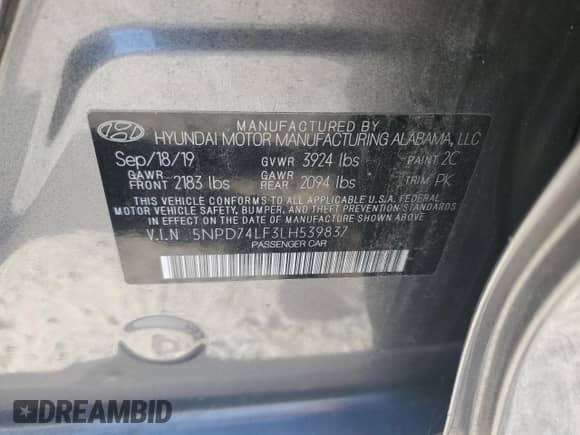 MANUFACTURED BY
HYUNDAI MOTOR MANUFACTURING ALABAMA, LLC
Sep/18/19 GVWR 3924 lbs PAINT 2C
GAWR FRONT 2183 lbs GAWR REAR 2094 lbs TRIM PK
THIS VEHICLE CONFORMS TO ALL APPLICABLE U.S.A. FEDERAL
MOTOR VEHICLE SAFETY, BUMPER, AND THEFT PREVENTION STANDARDS
IN EFFECT ON THE DATE OF MANUFACTURE SHOWN ABOVE.
V.I.N 5NPD74LF3LH539837
PASSENGER CAR
DREAMBID